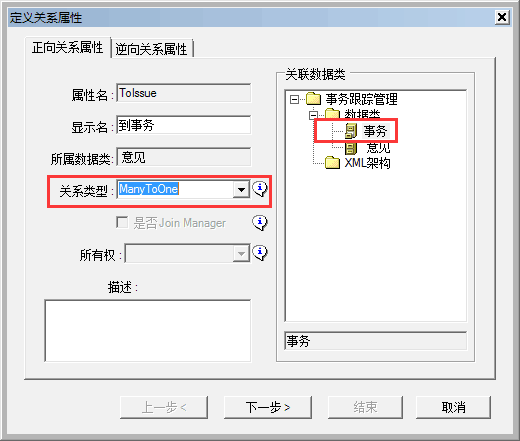 定义关系属性
正向关系属性 逆向关系属性
属性名： ToIssue
显示名： 到事务
所属数据类： 意见
关系类型： ManyToOne
是否Join Manager
所有权：
描述：
关联数据类
事务跟踪管理
数据类
事务
意见
XML架构
事务
上一步 < 下一步 > 结束 取消